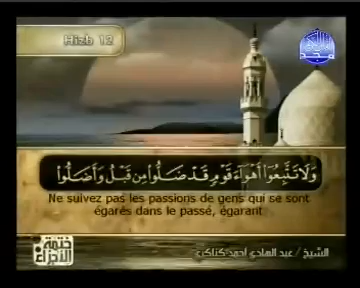 Hizb 12
وَلَا تَتَّبِعُوٓا۟ أَهْوَآءَ قَوْمٍ قَدْ ضَلُّوا۟ مِن قَبْلُ وَأَضَلُّوا۟
Ne suivez pas les passions de gens qui se sont
égarés dans le passé, égarant
ختمة
الأجزاء
الشيخ / عبد الهادي أحمد كناكري